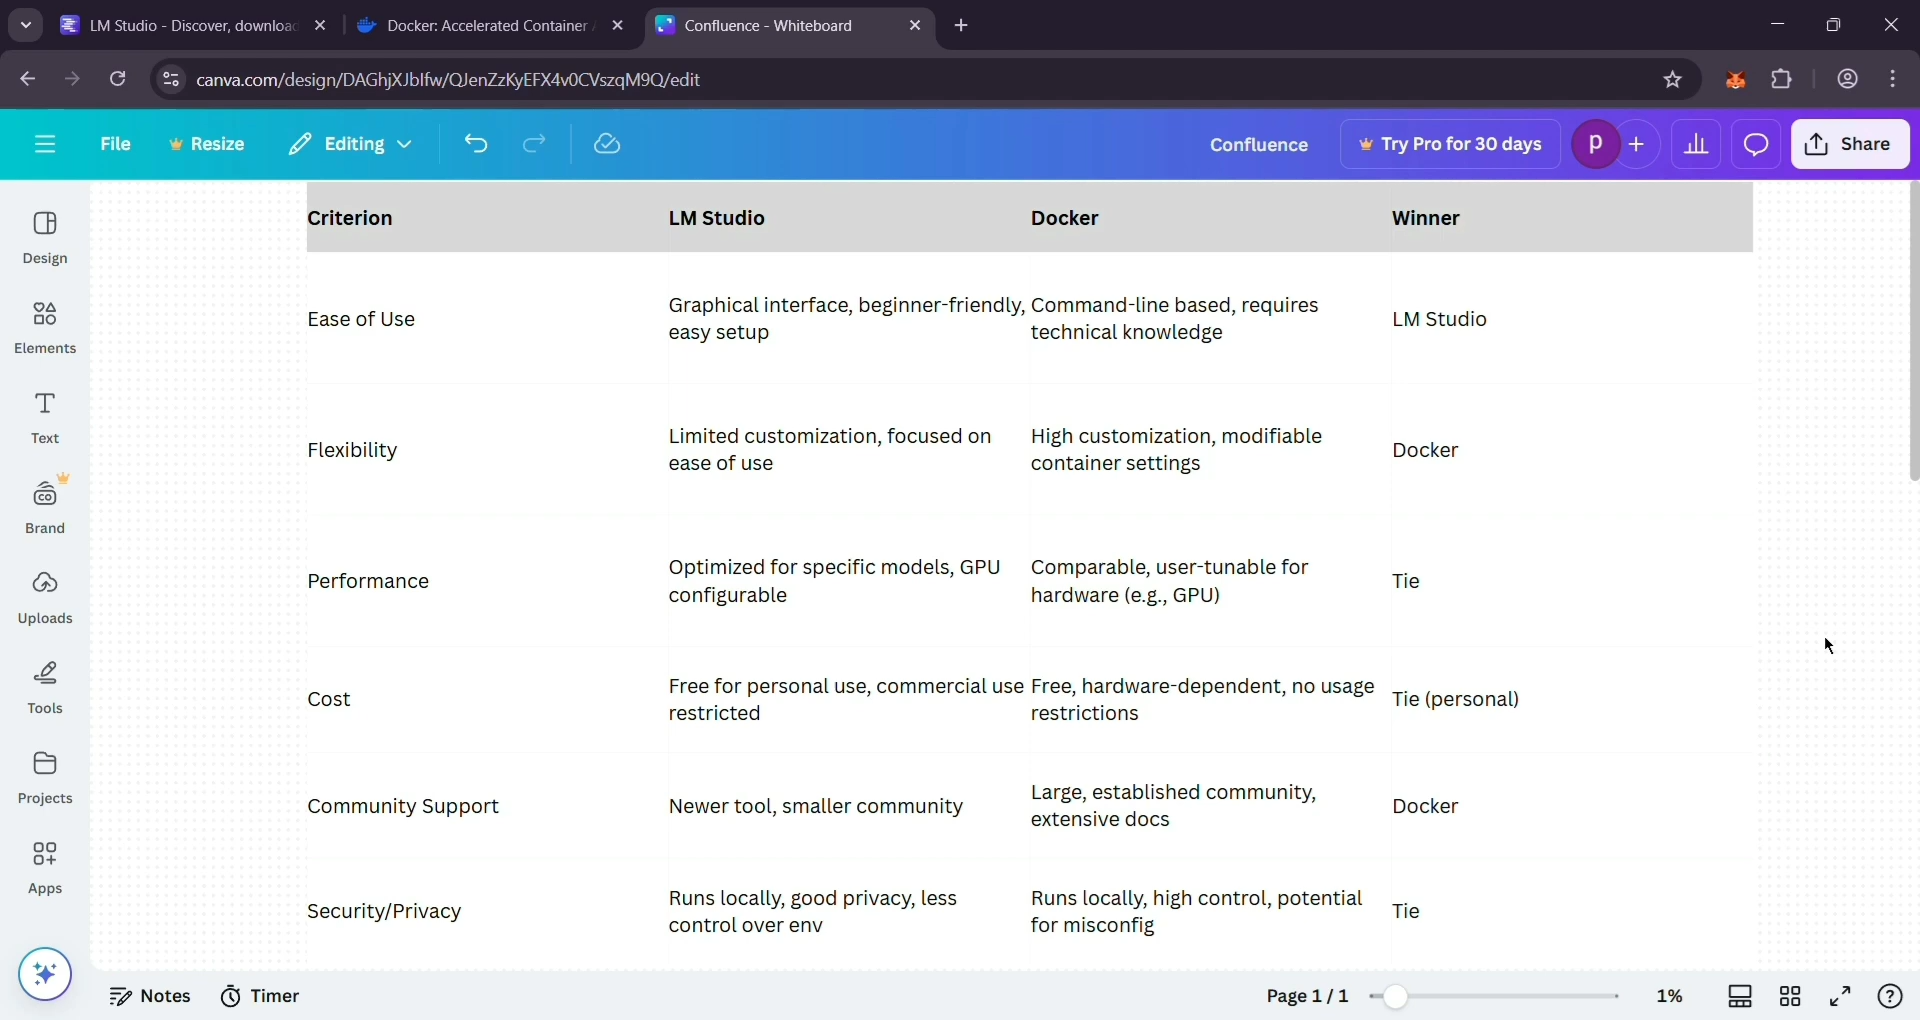 LM Studio - Discover, download
Docker: Accelerated Container A
Confluence - Whiteboard
canva.com/design/DAGhjXJblfw/QJenZzKyEFX4v0CVszqM9Q/edit
File
Resize
Editing
Confluence
Try Pro for 30 days
p
Share
Design
Elements
Text
Brand
Uploads
Tools
Projects
Apps
Criterion LM Studio Docker Winner
Ease of Use
Graphical interface, beginner-friendly,
easy setup
Command-line based, requires
technical knowledge
LM Studio
Flexibility
Limited customization, focused on
ease of use
High customization, modifiable
container settings
Docker
Performance
Optimized for specific models, GPU
configurable
Comparable, user-tunable for
hardware (e.g., GPU)
Tie
Cost
Free for personal use, commercial use
restricted
Free, hardware-dependent, no usage
restrictions
Tie (personal)
Community Support
Newer tool, smaller community
Large, established community,
extensive docs
Docker
Security/Privacy
Runs locally, good privacy, less
control over env
Runs locally, high control, potential
for misconfig
Tie
Notes
Timer
Page 1 / 1
1%